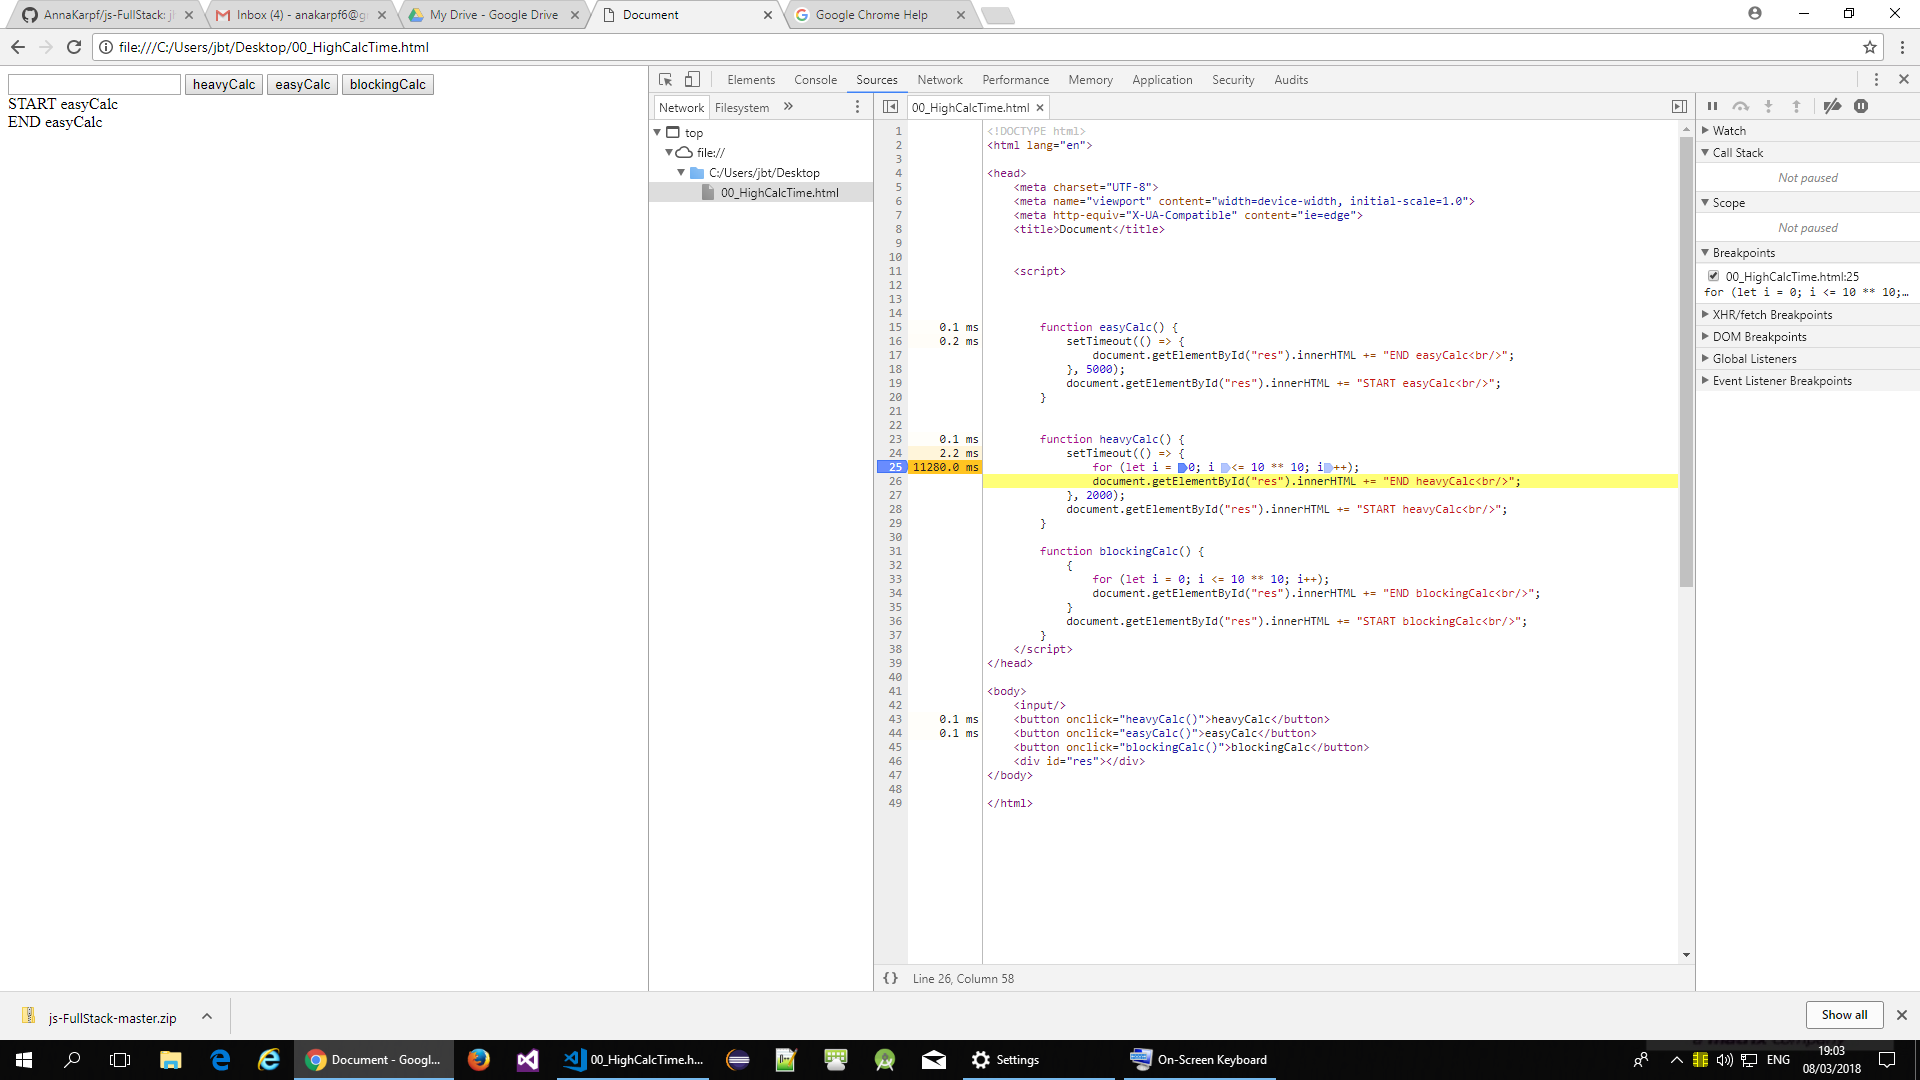 AnnaKarpf/js-FullStack: j
Inbox (4) - anakarpf6@g
My Drive - Google Drive
Document
Google Chrome Help
file:///C:/Users/jbt/Desktop/00_HighCalcTime.html
heavyCalc easyCalc blockingCalc
START easyCalc
END easyCalc
Elements Console Sources Network Performance Memory Application Security Audits
Network Filesystem »
top
file://
C:/Users/jbt/Desktop
00_HighCalcTime.html
00_HighCalcTime.html
1 <!DOCTYPE html>
2 <html lang="en">
3
4 <head>
5 <meta charset="UTF-8">
6 <meta name="viewport" content="width=device-width, initial-scale=1.0">
7 <meta http-equiv="X-UA-Compatible" content="ie=edge">
8 <title>Document</title>
9
10
11 <script>
12
13
14
15 0.1 ms function easyCalc() {
16 0.2 ms setTimeout(() => {
17 document.getElementById("res").innerHTML += "END easyCalc<br/>";
18 }, 5000);
19 document.getElementById("res").innerHTML += "START easyCalc<br/>";
20 }
21
22
23 0.1 ms function heavyCalc() {
24 2.2 ms setTimeout(() => {
25 11280.0 ms for (let i = 0; i <= 10 ** 10; i++);
26 document.getElementById("res").innerHTML += "END heavyCalc<br/>";
27 }, 2000);
28 document.getElementById("res").innerHTML += "START heavyCalc<br/>";
29 }
30
31 function blockingCalc() {
32 {
33 for (let i = 0; i <= 10 ** 10; i++);
34 document.getElementById("res").innerHTML += "END blockingCalc<br/>";
35 }
36 document.getElementById("res").innerHTML += "START blockingCalc<br/>";
37 }
38 </script>
39 </head>
40
41 <body>
42 <input/>
43 0.1 ms <button onclick="heavyCalc()">heavyCalc</button>
44 0.1 ms <button onclick="easyCalc()">easyCalc</button>
45 <button onclick="blockingCalc()">blockingCalc</button>
46 <div id="res"></div>
47 </body>
48
49 </html>
{} Line 26, Column 58
Watch
Call Stack
Not paused
Scope
Not paused
Breakpoints
00_HighCalcTime.html:25
for (let i = 0; i <= 10 ** 10;…
XHR/fetch Breakpoints
DOM Breakpoints
Global Listeners
Event Listener Breakpoints
js-FullStack-master.zip
Show all
Document - Googl...
00_HighCalcTime.h...
Settings
On-Screen Keyboard
ENG
19:03
08/03/2018